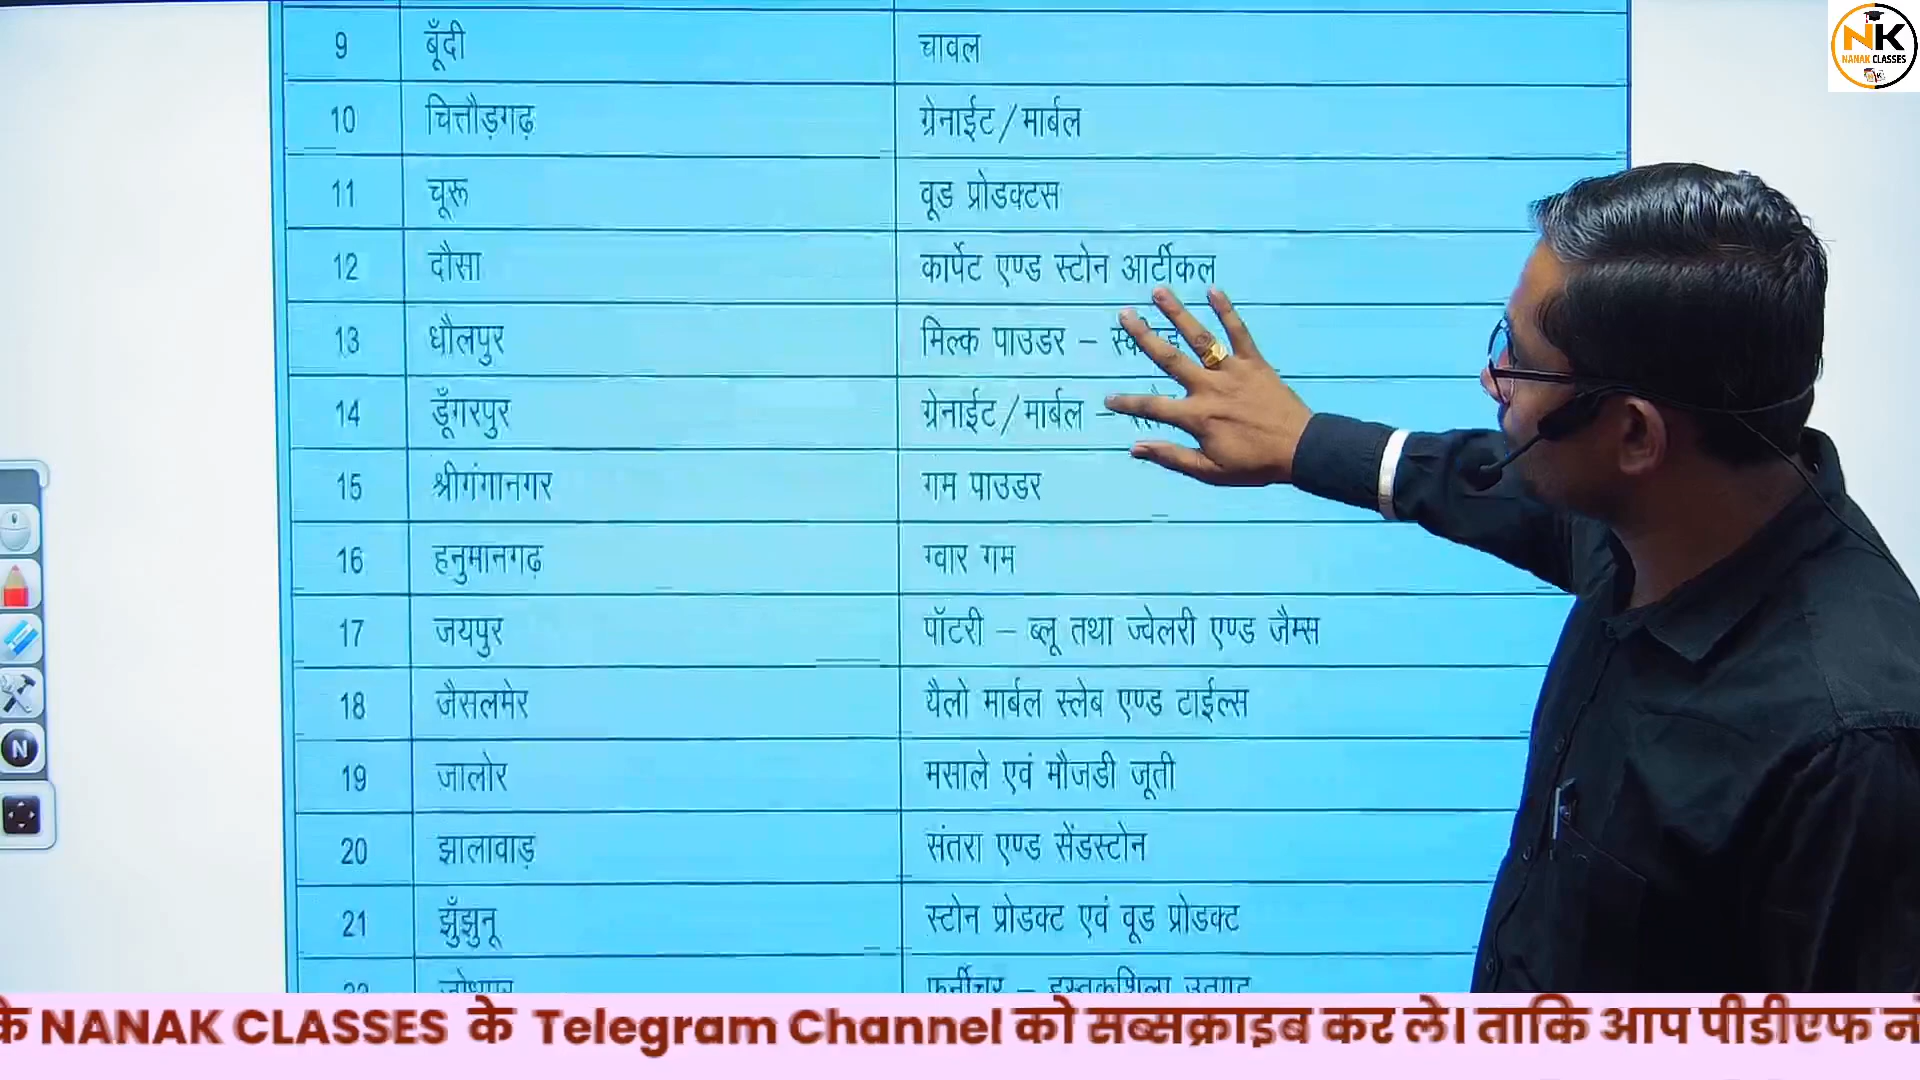 NK
NANAK CLASSES
9 बूँदी चावल
10 चित्तौड़गढ़ ग्रेनाईट/मार्बल
11 चूरू वूड प्रोडक्टस
12 दौसा कार्पेट एण्ड स्टोन आर्टीकल
13 धौलपुर मिल्क पाउडर –
14 डूँगरपुर ग्रेनाईट/मार्बल –
15 श्रीगंगानगर गम पाउडर
16 हनुमानगढ़ ग्वार गम
17 जयपुर पॉटरी – ब्लू तथा ज्वेलरी एण्ड जैम्स
18 जैसलमेर यैलो मार्बल स्लेब एण्ड टाईल्स
19 जालोर मसाले एवं मौजडी जूती
20 झालावाड़ संतरा एण्ड सेंडस्टोन
21 झुँझुनू स्टोन प्रोडक्ट एवं वूड प्रोडक्ट
N
NANAK CLASSES के Telegram Channel को सब्सक्राइब कर ले। ताकि आप पीडीएफ